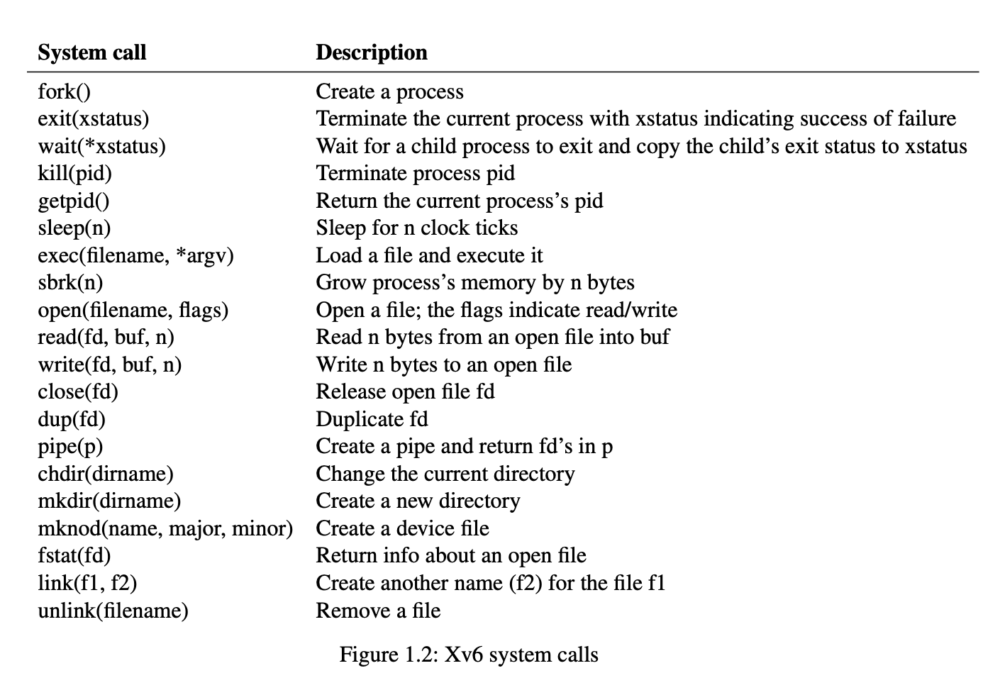 System call Description
fork() Create a process
exit(xstatus) Terminate the current process with xstatus indicating success of failure
wait(*xstatus) Wait for a child process to exit and copy the child’s exit status to xstatus
kill(pid) Terminate process pid
getpid() Return the current process’s pid
sleep(n) Sleep for n clock ticks
exec(filename, *argv) Load a file and execute it
sbrk(n) Grow process’s memory by n bytes
open(filename, flags) Open a file; the flags indicate read/write
read(fd, buf, n) Read n bytes from an open file into buf
write(fd, buf, n) Write n bytes to an open file
close(fd) Release open file fd
dup(fd) Duplicate fd
pipe(p) Create a pipe and return fd’s in p
chdir(dirname) Change the current directory
mkdir(dirname) Create a new directory
mknod(name, major, minor) Create a device file
fstat(fd) Return info about an open file
link(f1, f2) Create another name (f2) for the file f1
unlink(filename) Remove a file
Figure 1.2: Xv6 system calls